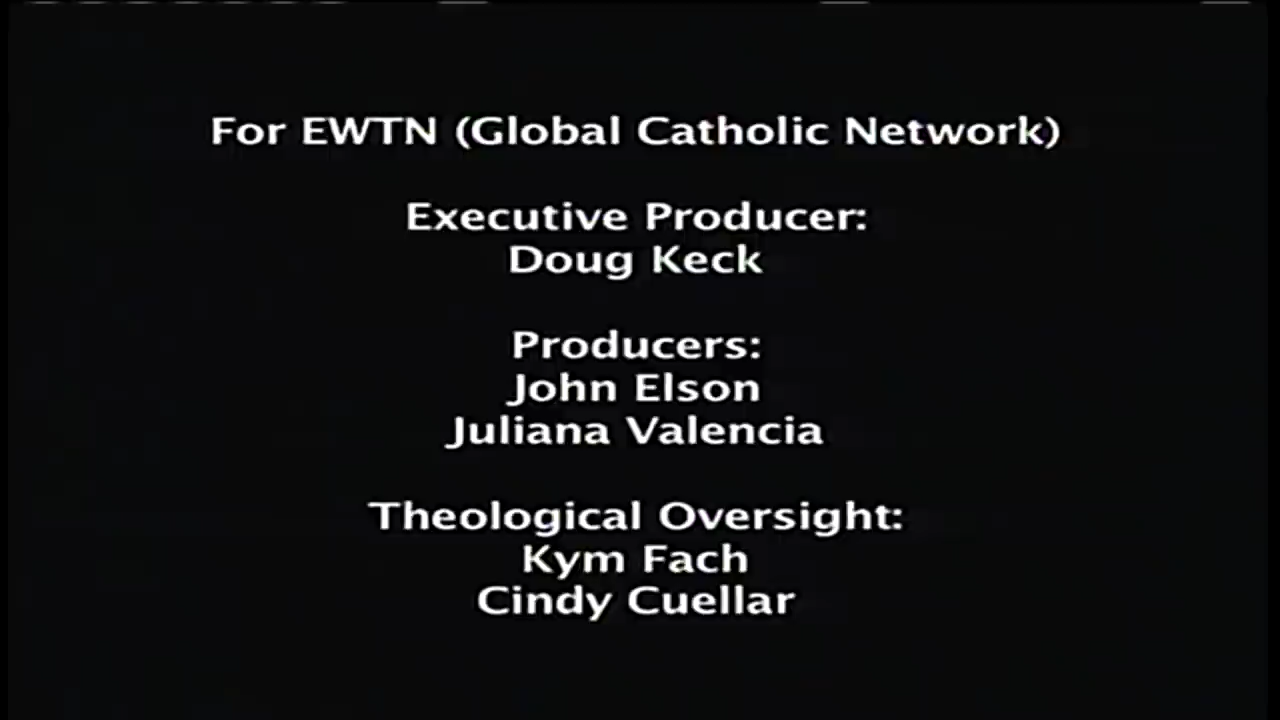 For EWTN (Global Catholic Network)
Executive Producer:
Doug Keck
Producers:
John Elson
Juliana Valencia
Theological Oversight:
Kym Fach
Cindy Cuellar